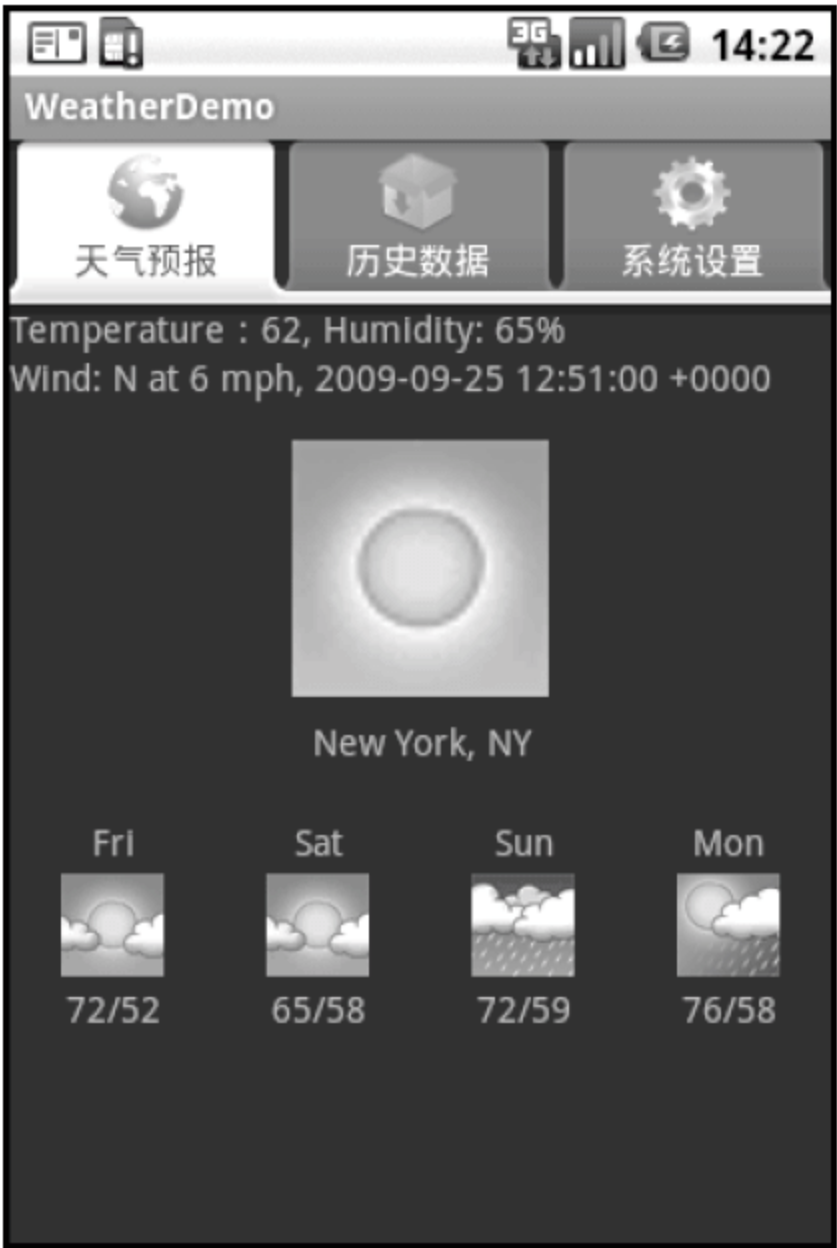 3G 14:22
WeatherDemo
天气预报 历史数据 系统设置
Temperature : 62, Humidity: 65%
Wind: N at 6 mph, 2009-09-25 12:51:00 +0000
New York, NY
Fri Sat Sun Mon
72/52 65/58 72/59 76/58